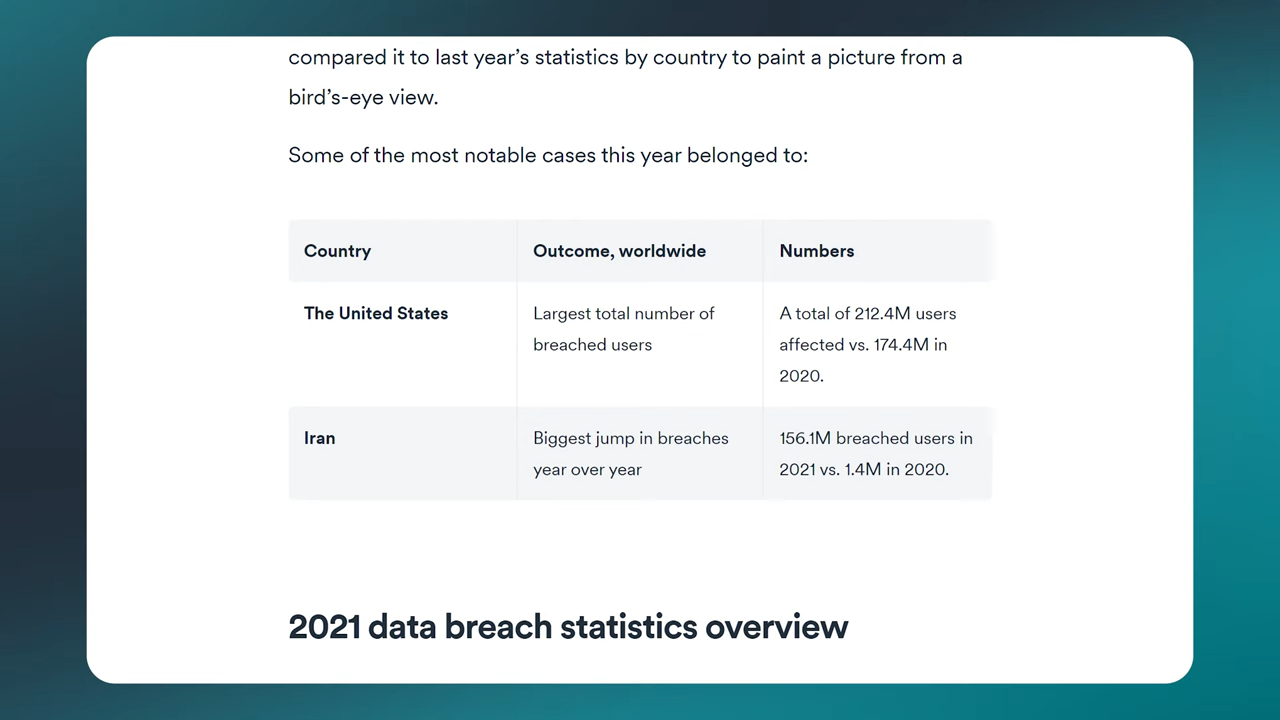 compared it to last year’s statistics by country to paint a picture from a
bird’s-eye view.
Some of the most notable cases this year belonged to:
Country
Outcome, worldwide
Numbers
The United States
Largest total number of
breached users
A total of 212.4M users
affected vs. 174.4M in
2020.
Iran
Biggest jump in breaches
year over year
156.1M breached users in
2021 vs. 1.4M in 2020.
2021 data breach statistics overview